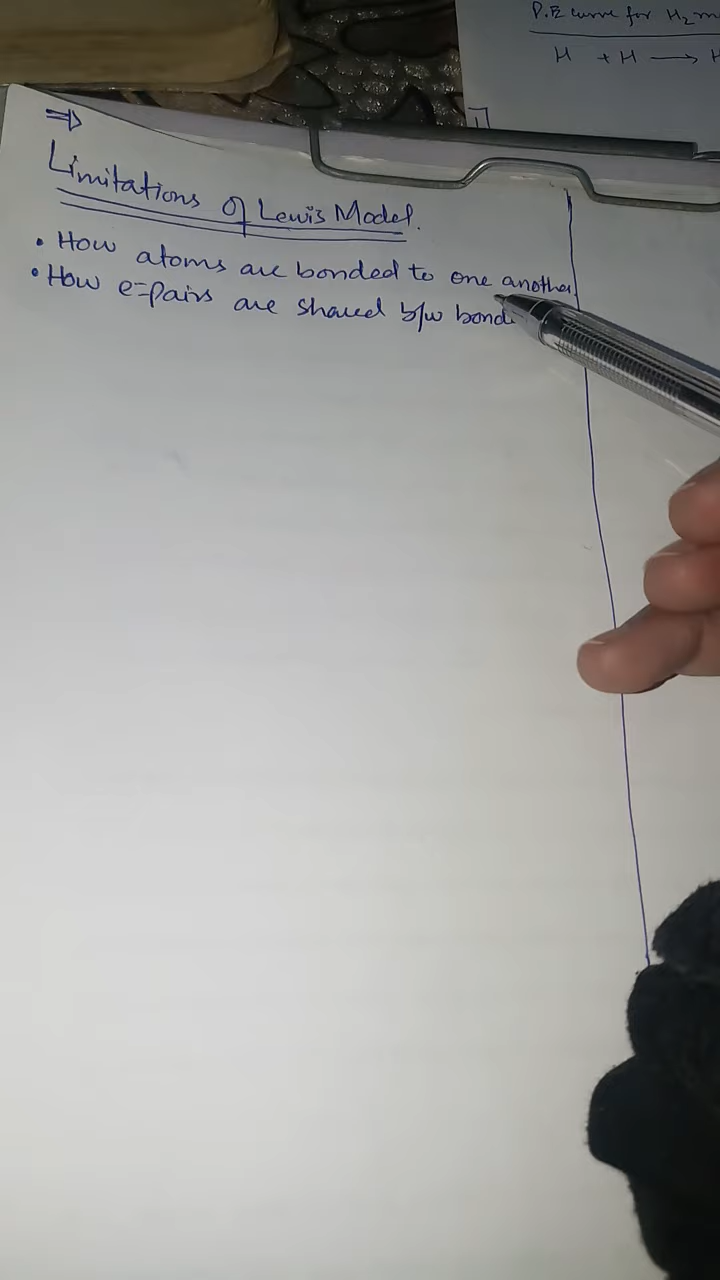 P.E curve for H₂ m
H + H ⟶ H
⇒
Limitations of Lewis Model.
• How atoms are bonded to one another
• How e-pairs are shared b/w bond